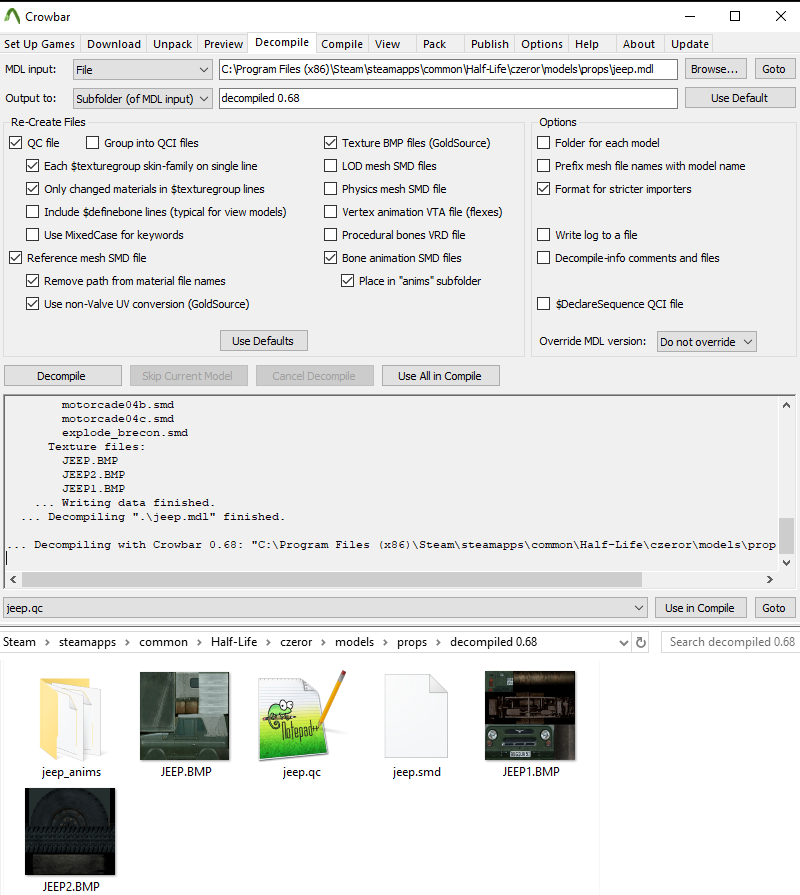 Crowbar
Set Up Games Download Unpack Preview Decompile Compile View Pack Publish Options Help About Update
MDL input: File C:\Program Files (x86)\Steam\steamapps\common\Half-Life\czeror\models\props\jeep.mdl Browse... Goto
Output to: Subfolder (of MDL input) decompiled 0.68 Use Default
Re-Create Files
QC file Group into QCI files
Each $texturegroup skin-family on single line
Only changed materials in $texturegroup lines
Include $definebone lines (typical for view models)
Use MixedCase for keywords
Reference mesh SMD file
Remove path from material file names
Use non-Valve UV conversion (GoldSource)
Texture BMP files (GoldSource)
LOD mesh SMD files
Physics mesh SMD file
Vertex animation VTA file (flexes)
Procedural bones VRD file
Bone animation SMD files
Place in "anims" subfolder
Use Defaults
Options
Folder for each model
Prefix mesh file names with model name
Format for stricter importers
Write log to a file
Decompile-info comments and files
$DeclareSequence QCI file
Override MDL version: Do not override
Decompile Skip Current Model Cancel Decompile Use All in Compile
motorcade04b.smd
motorcade04c.smd
explode_brecon.smd
Texture files:
JEEP.BMP
JEEP2.BMP
JEEP1.BMP
... Writing data finished.
... Decompiling ".\jeep.mdl" finished.
... Decompiling with Crowbar 0.68: "C:\Program Files (x86)\Steam\steamapps\common\Half-Life\czeror\models\prop
jeep.qc Use in Compile Goto
Steam › steamapps › common › Half-Life › czeror › models › props › decompiled 0.68 Search decompiled 0.68
Notepad++
jeep_anims JEEP.BMP jeep.qc jeep.smd JEEP1.BMP
JEEP2.BMP